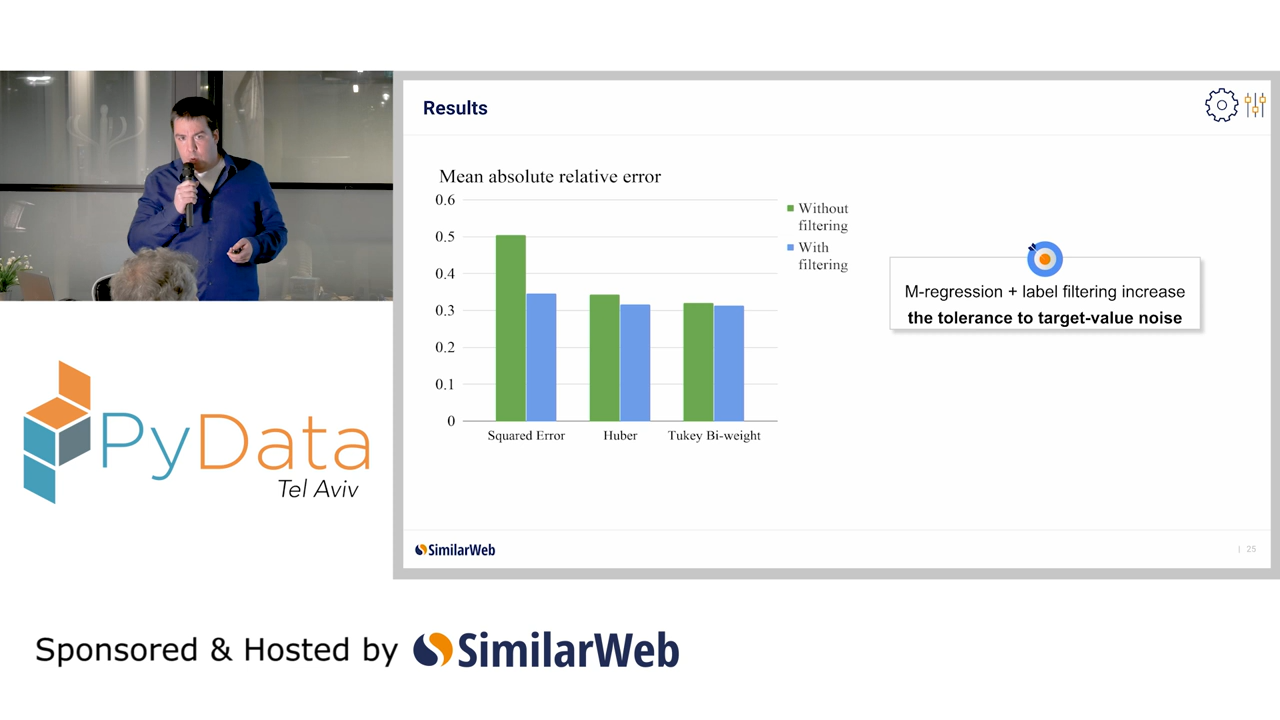 Results
Mean absolute relative error
0.6
0.5
0.4
0.3
0.2
0.1
0
Squared Error
Huber
Tukey Bi-weight
Without
filtering
With
filtering
M-regression + label filtering increase
the tolerance to target-value noise
SimilarWeb
| 25
PyData
Tel Aviv
Sponsored & Hosted by SimilarWeb